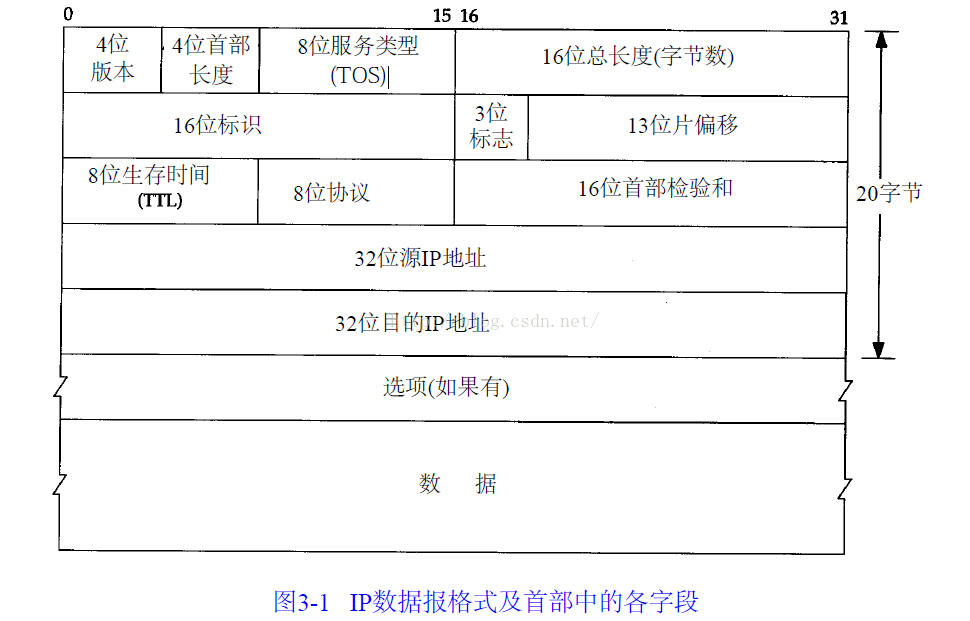 0 15 16 31
4位 版本
4位首部 长度
8位服务类型 (TOS)
16位总长度(字节数)
16位标识
3位 标志
13位片偏移
8位生存时间 (TTL)
8位协议
16位首部检验和
20字节
32位源IP地址
32位目的IP地址
g.csdn.net/
选项(如果有)
数 据
图3-1 IP数据报格式及首部中的各字段